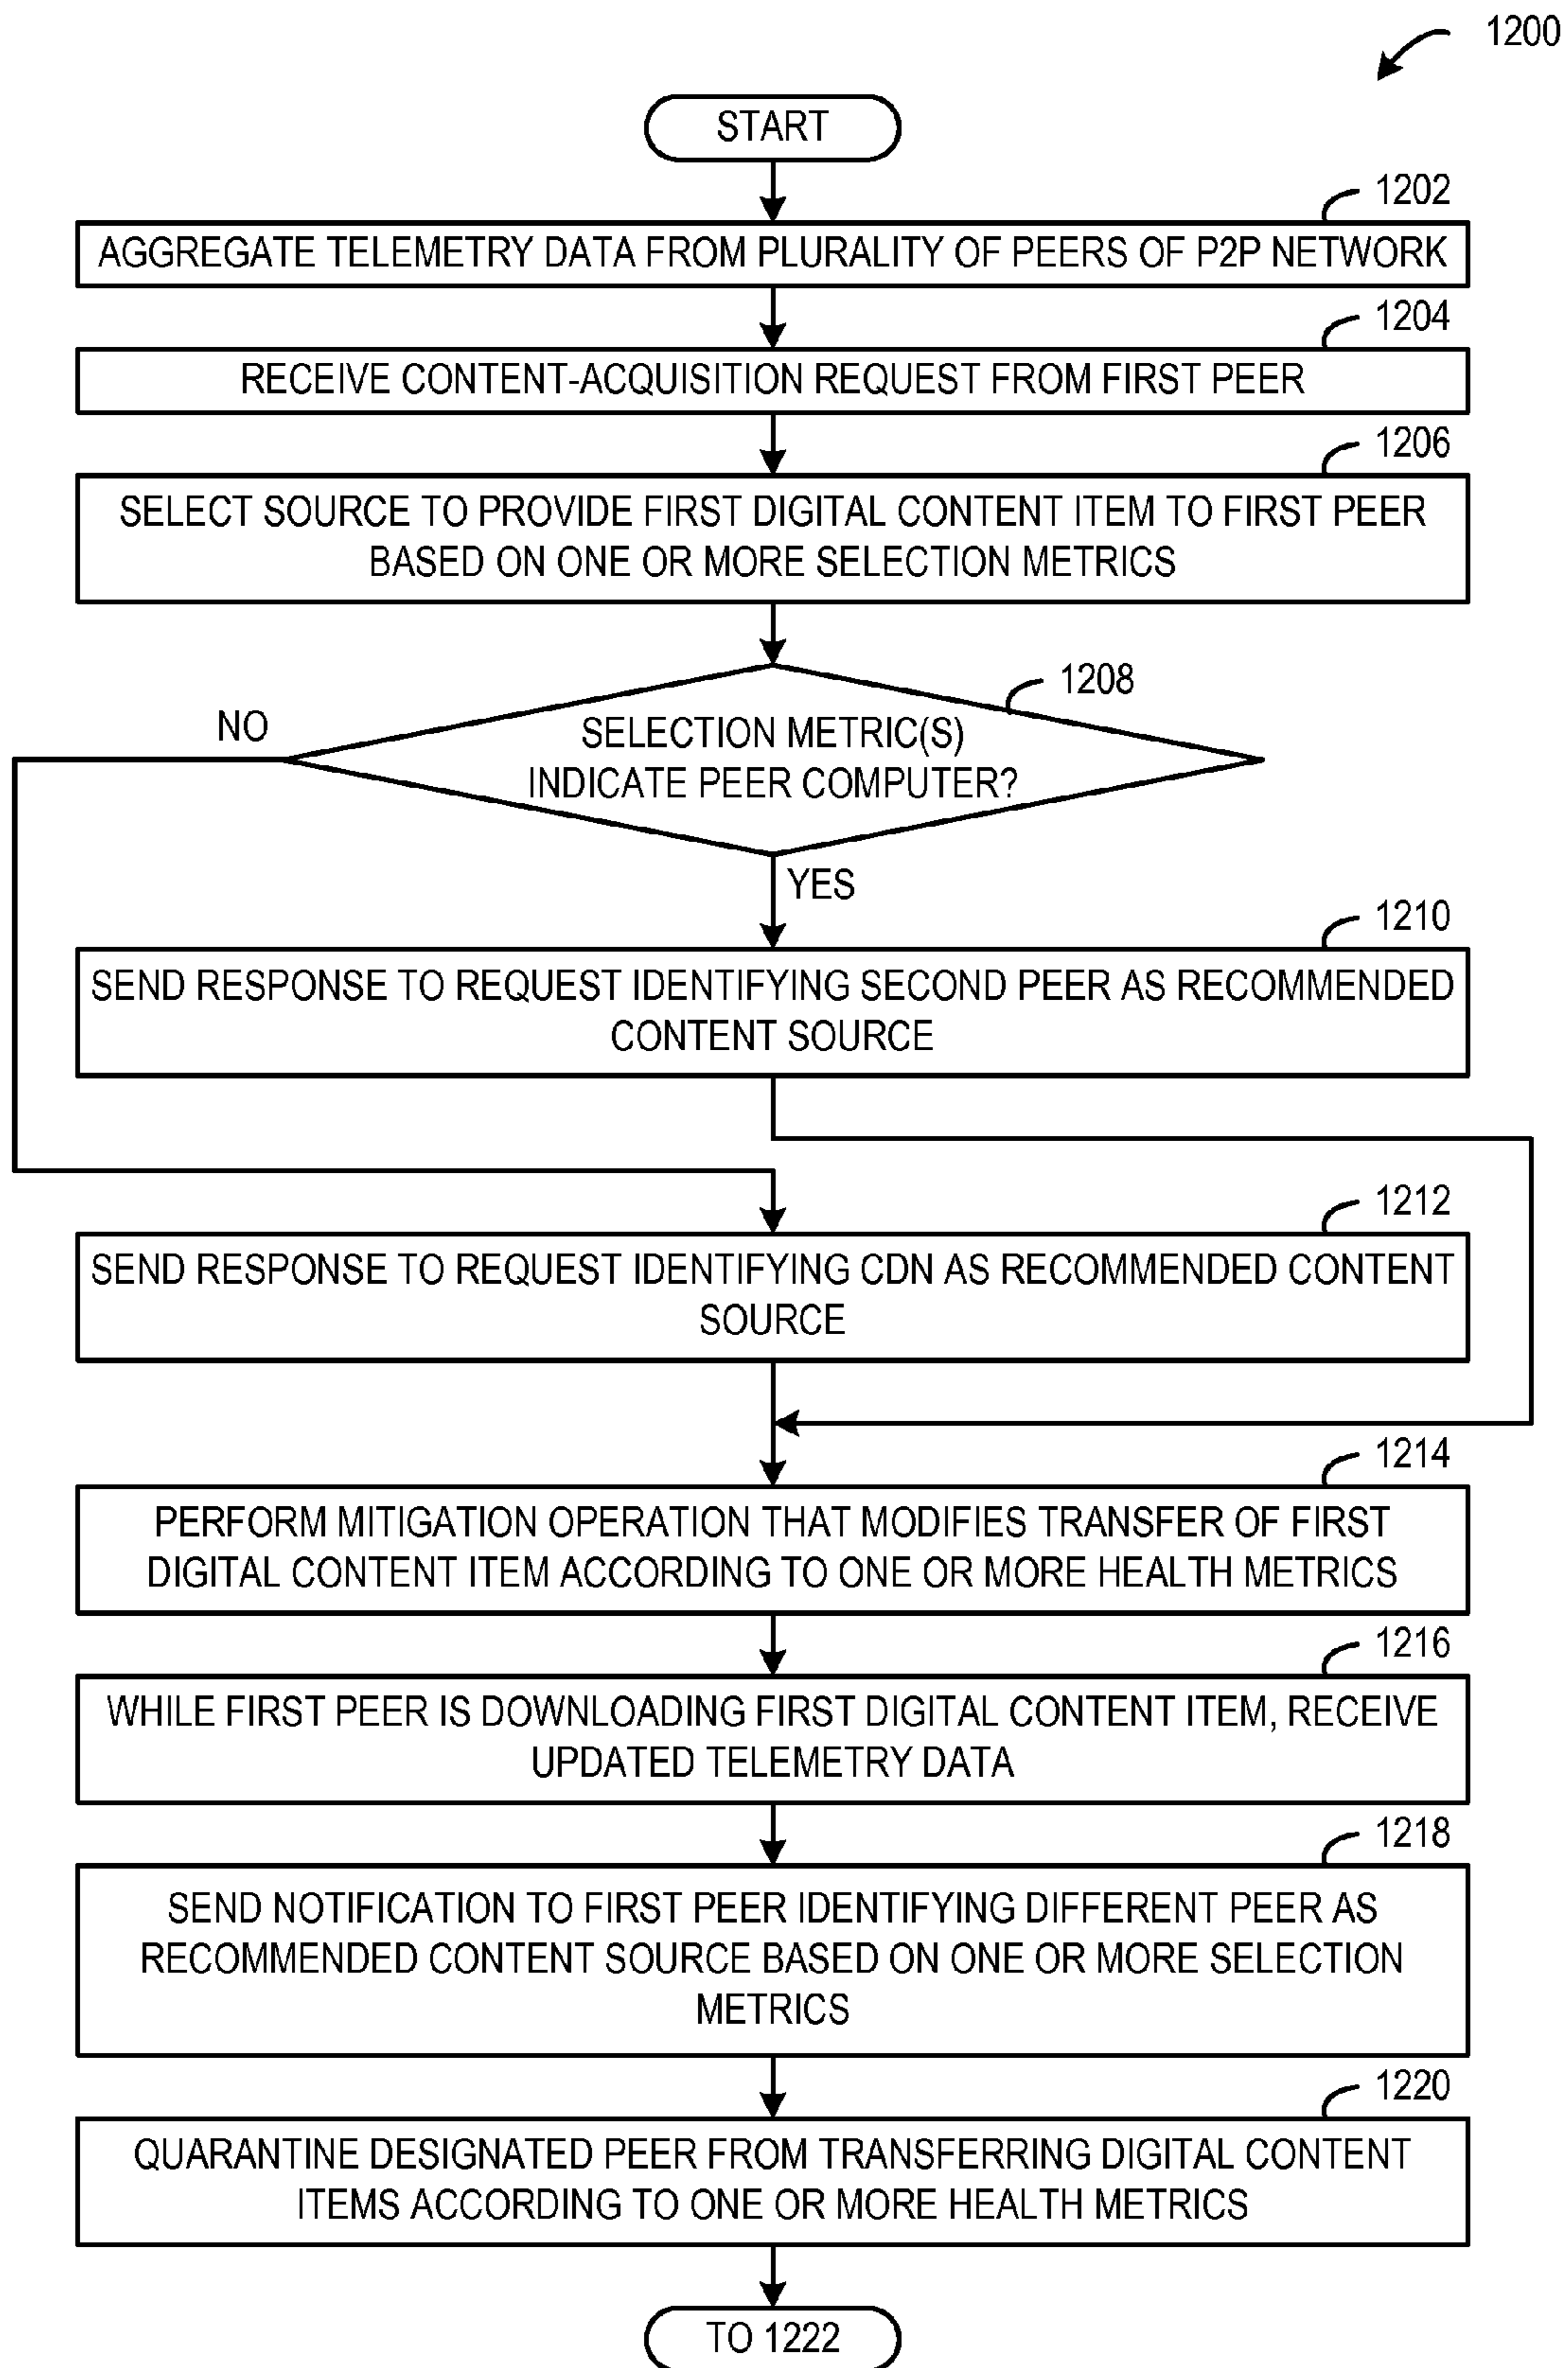 1200
START
1202
AGGREGATE TELEMETRY DATA FROM PLURALITY OF PEERS OF P2P NETWORK
1204
RECEIVE CONTENT-ACQUISITION REQUEST FROM FIRST PEER
1206
SELECT SOURCE TO PROVIDE FIRST DIGITAL CONTENT ITEM TO FIRST PEER
BASED ON ONE OR MORE SELECTION METRICS
1208
NO
SELECTION METRIC(S)
INDICATE PEER COMPUTER?
YES
1210
SEND RESPONSE TO REQUEST IDENTIFYING SECOND PEER AS RECOMMENDED
CONTENT SOURCE
1212
SEND RESPONSE TO REQUEST IDENTIFYING CDN AS RECOMMENDED CONTENT
SOURCE
1214
PERFORM MITIGATION OPERATION THAT MODIFIES TRANSFER OF FIRST
DIGITAL CONTENT ITEM ACCORDING TO ONE OR MORE HEALTH METRICS
1216
WHILE FIRST PEER IS DOWNLOADING FIRST DIGITAL CONTENT ITEM, RECEIVE
UPDATED TELEMETRY DATA
1218
SEND NOTIFICATION TO FIRST PEER IDENTIFYING DIFFERENT PEER AS
RECOMMENDED CONTENT SOURCE BASED ON ONE OR MORE SELECTION
METRICS
1220
QUARANTINE DESIGNATED PEER FROM TRANSFERRING DIGITAL CONTENT
ITEMS ACCORDING TO ONE OR MORE HEALTH METRICS
TO 1222